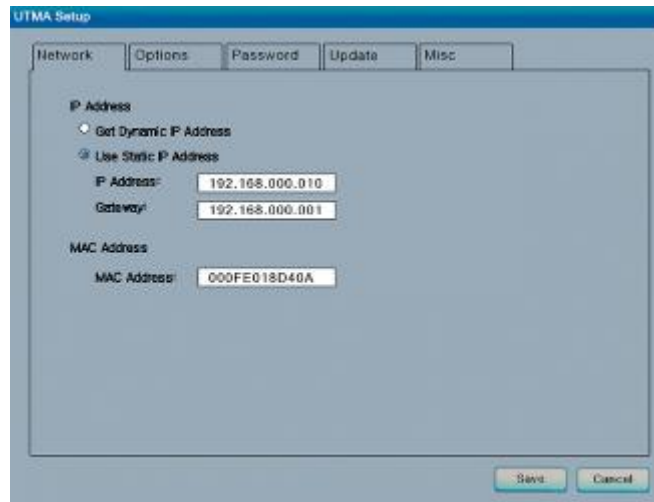 UTMA Setup
Network Options Password Update Misc
IP Address
Get Dynamic IP Address
Use Static IP Address
IP Address: 192.168.000.010
Gateway: 192.168.000.001
MAC Address
MAC Address: 000FE018D40A
Save Cancel